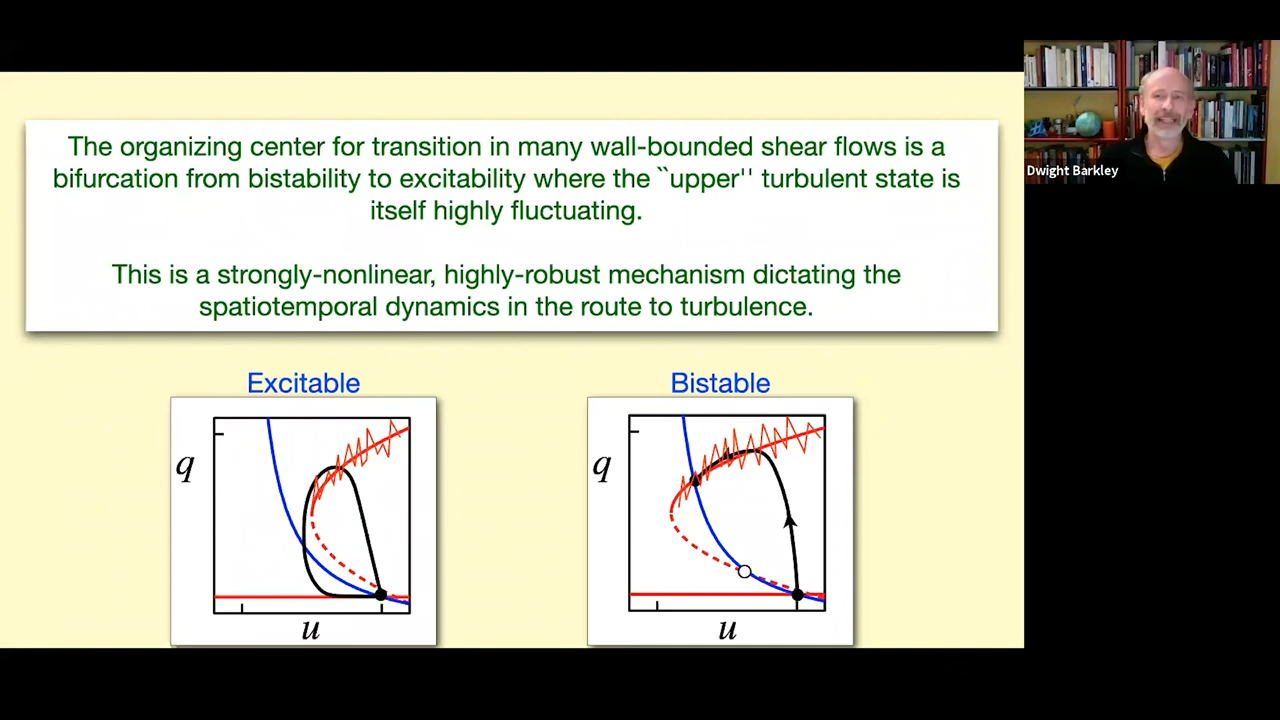 The organizing center for transition in many wall-bounded shear flows is a
bifurcation from bistability to excitability where the ``upper'' turbulent state is
itself highly fluctuating.
This is a strongly-nonlinear, highly-robust mechanism dictating the
spatiotemporal dynamics in the route to turbulence.
Excitable
q
u
Bistable
q
u
Dwight Barkley